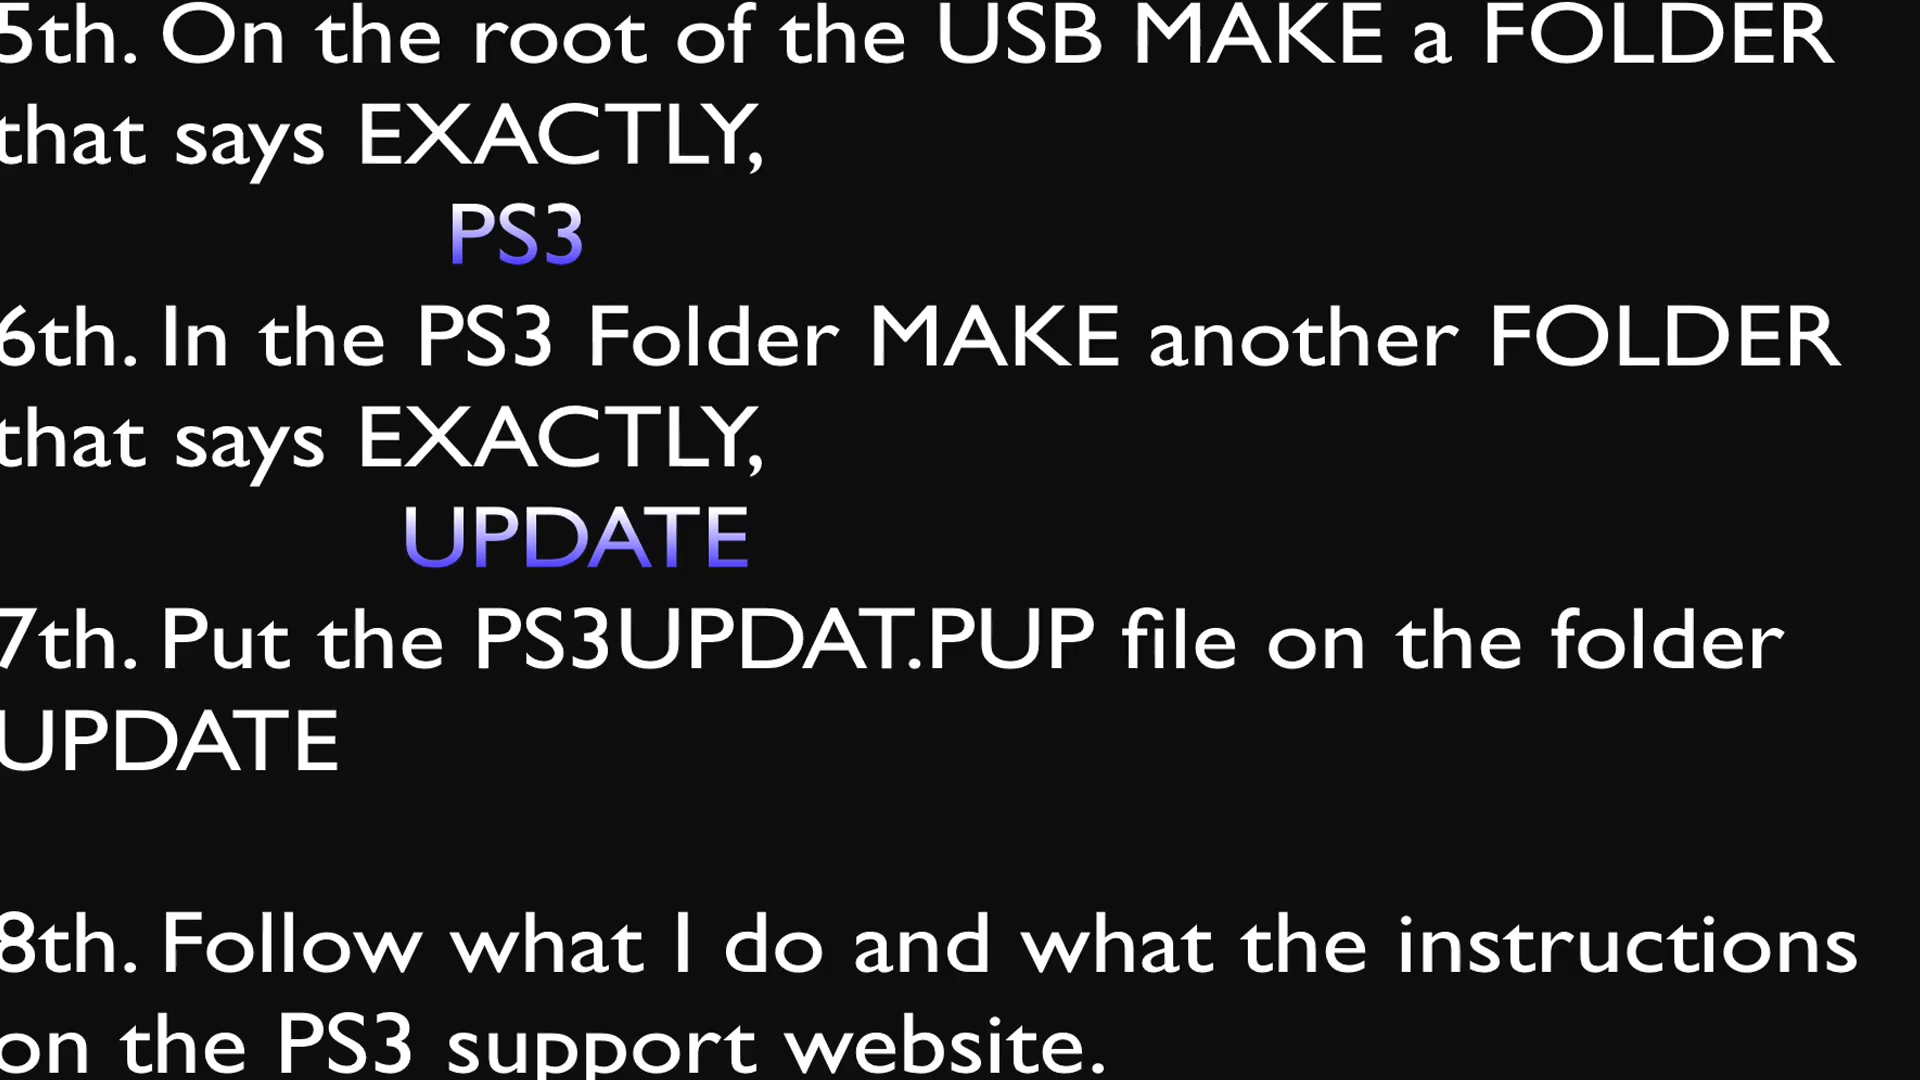 5th. On the root of the USB MAKE a FOLDER
that says EXACTLY,
PS3
6th. In the PS3 Folder MAKE another FOLDER
that says EXACTLY,
UPDATE
7th. Put the PS3UPDAT.PUP file on the folder
UPDATE
8th. Follow what I do and what the instructions
on the PS3 support website.